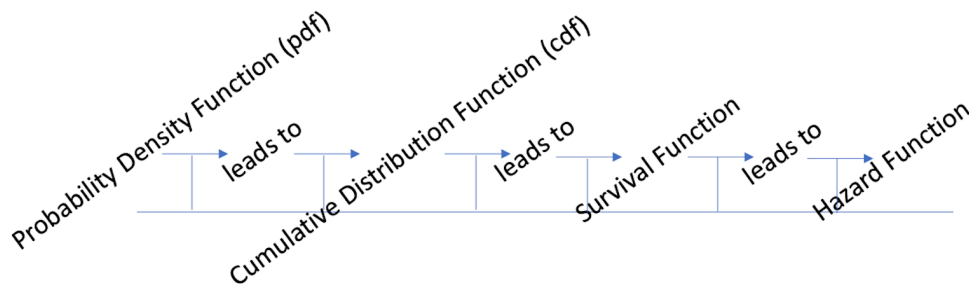 Probability Density Function (pdf)
leads to
Cumulative Distribution Function (cdf)
leads to
Survival Function
leads to
Hazard Function